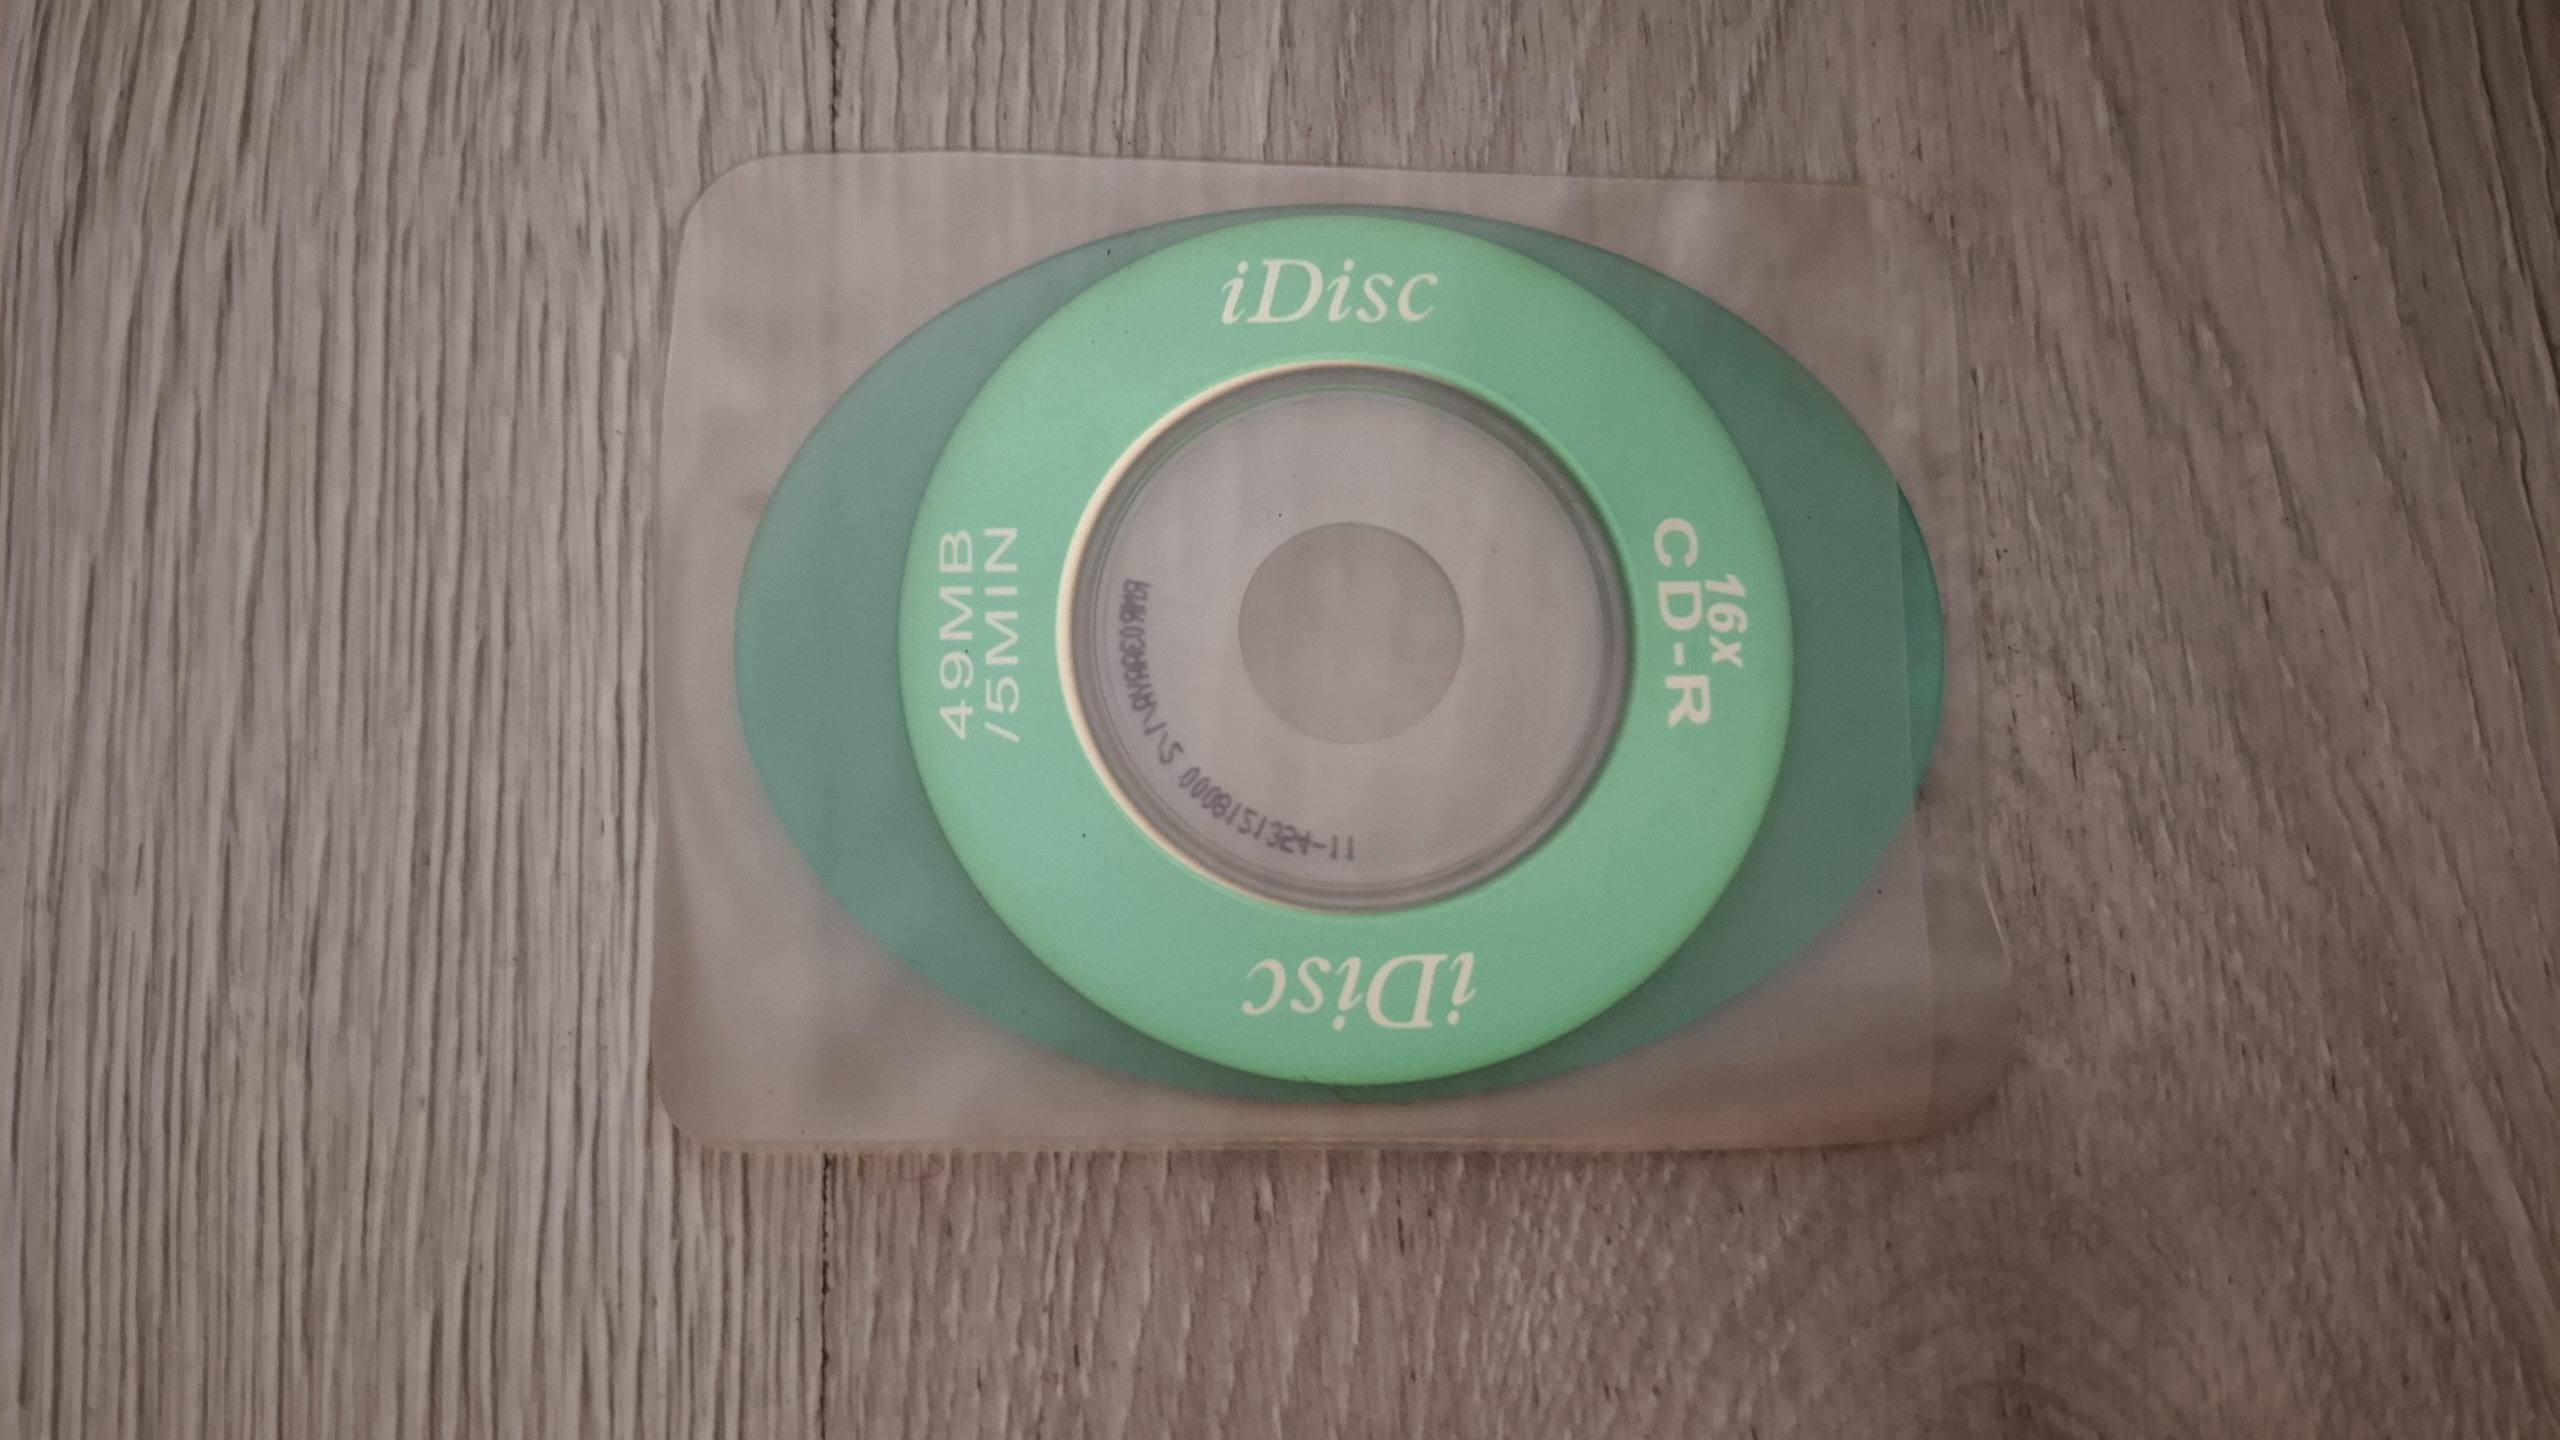 iDisc
49MB
/5MIN
16x
CD-R
iDisc